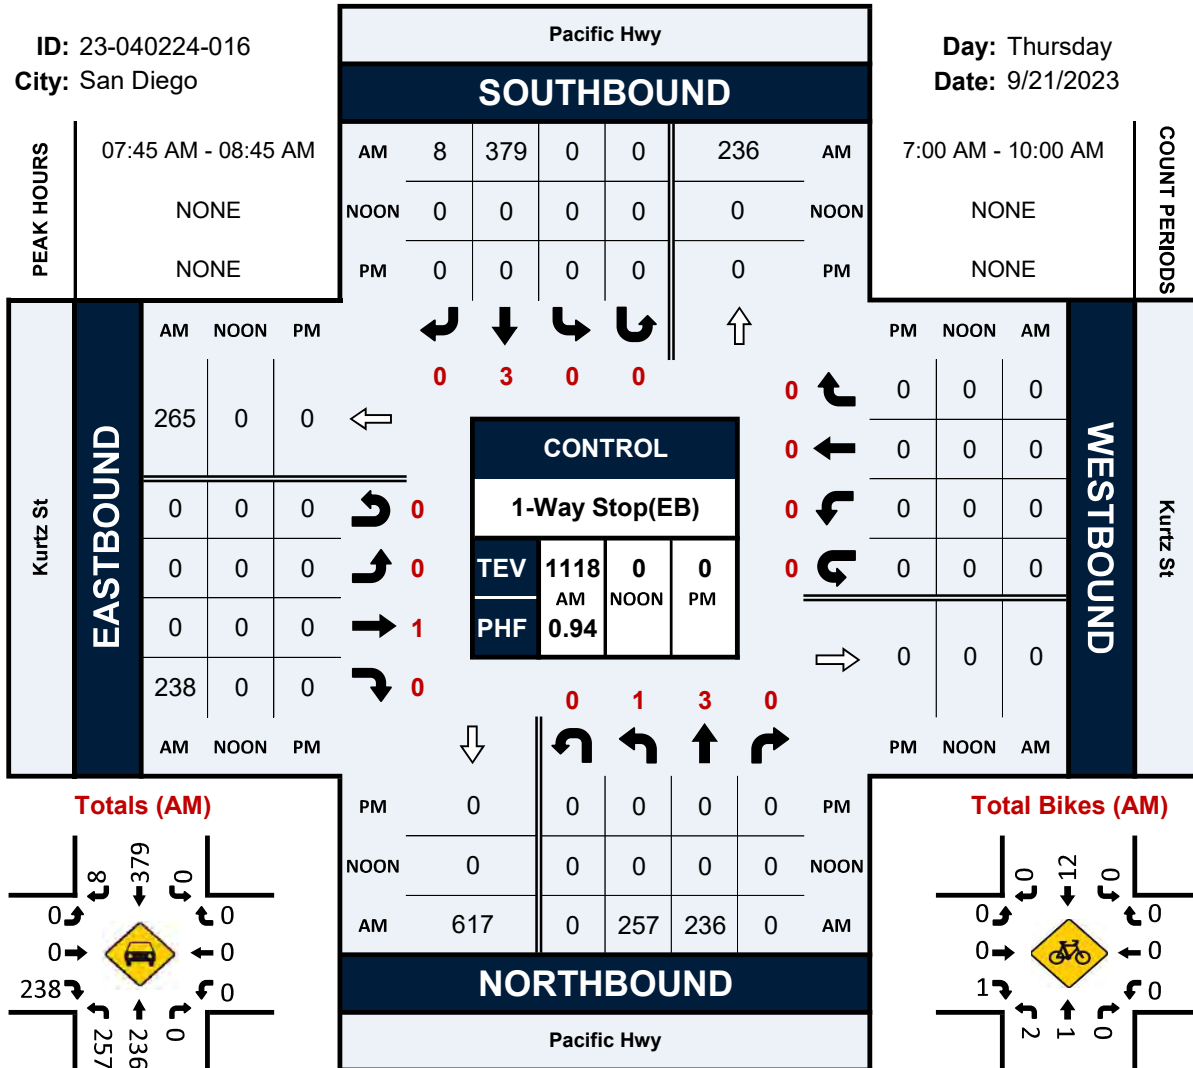 Pacific Hwy
ID: 23-040224-016
Day: Thursday
City: San Diego
Date: 9/21/2023
SOUTHBOUND
PEAK HOURS
07:45 AM - 08:45 AM
NONE
NONE
AM 8 379 0 0 236 AM
NOON 0 0 0 0 0 NOON
PM 0 0 0 0 0 PM
7:00 AM - 10:00 AM
NONE
NONE
COUNT PERIODS
0 3 0 0
Kurtz St
EASTBOUND
AM NOON PM
265 0 0
0 0 0 0
0 0 0 0
0 0 0 1
238 0 0 0
AM NOON PM
CONTROL
1-Way Stop(EB)
TEV 1118 0 0
AM NOON PM
PHF 0.94
PM NOON AM
0 0 0 0
0 0 0 0
0 0 0 0
0 0 0 0
0 0 0
PM NOON AM
WESTBOUND
Kurtz St
0 1 3 0
PM 0 0 0 0 0 PM
NOON 0 0 0 0 0 NOON
AM 617 0 257 236 0 AM
NORTHBOUND
Pacific Hwy
Totals (AM)
8 379 0
0 0
0 0
238 0
257 236 0
Total Bikes (AM)
0 12 0
0 0
0 0
1 0
2 1 0